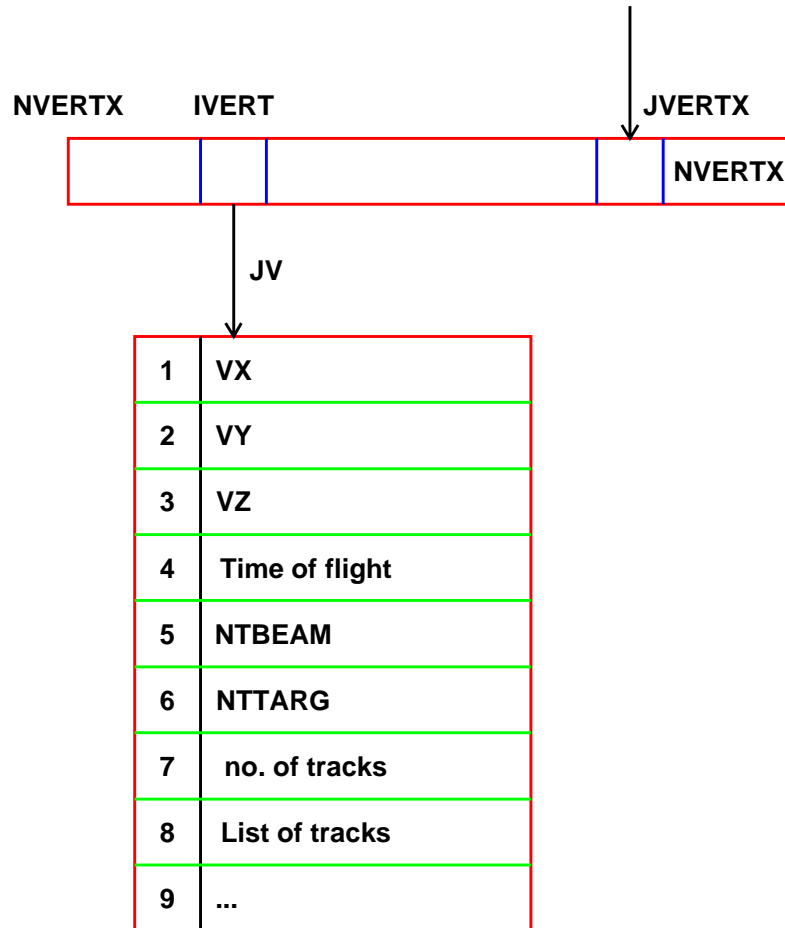 NVERTX IVERT JVERTX
NVERTX
JV
1 VX
2 VY
3 VZ
4 Time of flight
5 NTBEAM
6 NTTARG
7 no. of tracks
8 List of tracks
9 ...